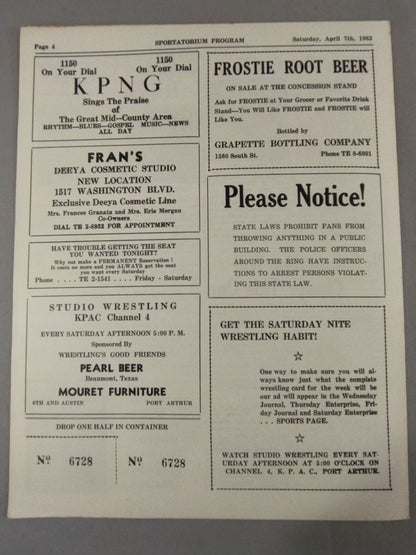 Page 4
SPORTATORIUM PROGRAM
Saturday, April 7th, 1962
1150 1150
On Your Dial On Your Dial
KPNG
Sings The Praise
of
The Great Mid--County Area
RHYTHM--BLUES--GOSPEL MUSIC--NEWS
ALL DAY
FRAN'S
DEEYA COSMETIC STUDIO
NEW LOCATION
1517 WASHINGTON BLVD.
Exclusive Deeya Cosmetic Line
Mrs. Frances Granata and Mrs. Eris Morgan
Co-Owners
DIAL TE 2-8932 FOR APPOINTMENT
HAVE TROUBLE GETTING THE SEAT
YOU WANTED TONIGHT?
Why not make a PERMANENT Reservation !
It costs no more and you ALWAYS get the seat
you want every Saturday
Phone .... TE 2-1541 .... Friday - Saturday
STUDIO WRESTLING
KPAC Channel 4
EVERY SATURDAY AFTERNOON 5:00 P. M.
Sponsored By
WRESTLING'S GOOD FRIENDS
PEARL BEER
Beaumont, Texas
MOURET FURNITURE
8TH AND AUSTIN PORT ARTHUR
DROP ONE HALF IN CONTAINER
No 6728 No 6728
FROSTIE ROOT BEER
ON SALE AT THE CONCESSION STAND
Ask for FROSTIE at Your Grocer or Favorite Drink
Stand—You Will Like FROSTIE and FROSTIE will
Like You.
Bottled by
GRAPETTE BOTTLING COMPANY
1560 South St. Phone TE 8-6001
Please Notice!
STATE LAWS PROHIBIT FANS FROM
THROWING ANYTHING IN A PUBLIC
BUILDING. THE POLICE OFFICERS
AROUND THE RING HAVE INSTRUC-
TIONS TO ARREST PERSONS VIOLAT-
ING THIS STATE LAW.
GET THE SATURDAY NITE
WRESTLING HABIT!
One way to make sure you will al-
ways know just what the complete
wrestling card for the week will be
our ad will appear in the Wednesday
Journal, Thursday Enterprise, Fri-
day Journal and Saturday Enterprise
. . . SPORTS PAGE.
WATCH STUDIO WRESTLING EVERY SAT-
URDAY AFTERNOON AT 5:00 O'CLOCK ON
CHANNEL 4, K. P. A. C., PORT ARTHUR.